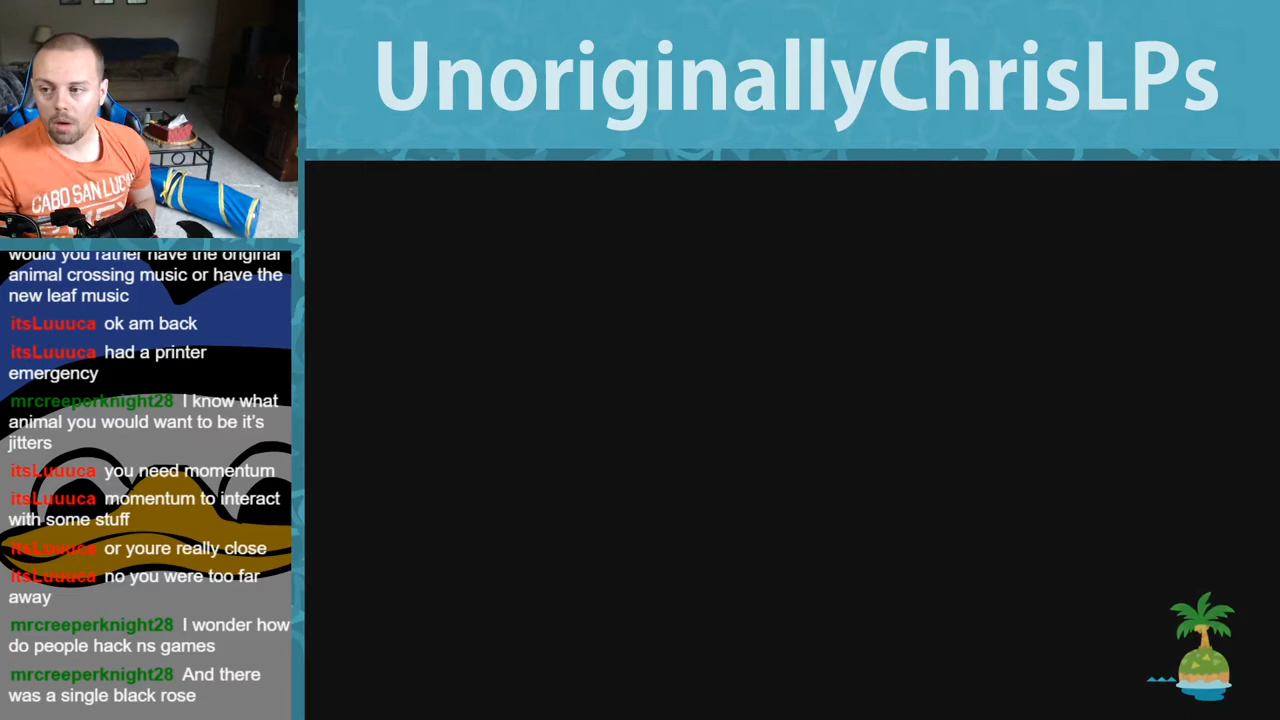 UnoriginallyChrisLPs
CABO SAN LUCAS
would you rather have the original
animal crossing music or have the
new leaf music
itsLuuuca ok am back
itsLuuuca had a printer
emergency
mrcreeperknight28 I know what
animal you would want to be it's
jitters
itsLuuuca you need momentum
itsLuuuca momentum to interact
with some stuff
itsLuuuca or youre really close
itsLuuuca no you were too far
away
mrcreeperknight28 I wonder how
do people hack ns games
mrcreeperknight28 And there
was a single black rose